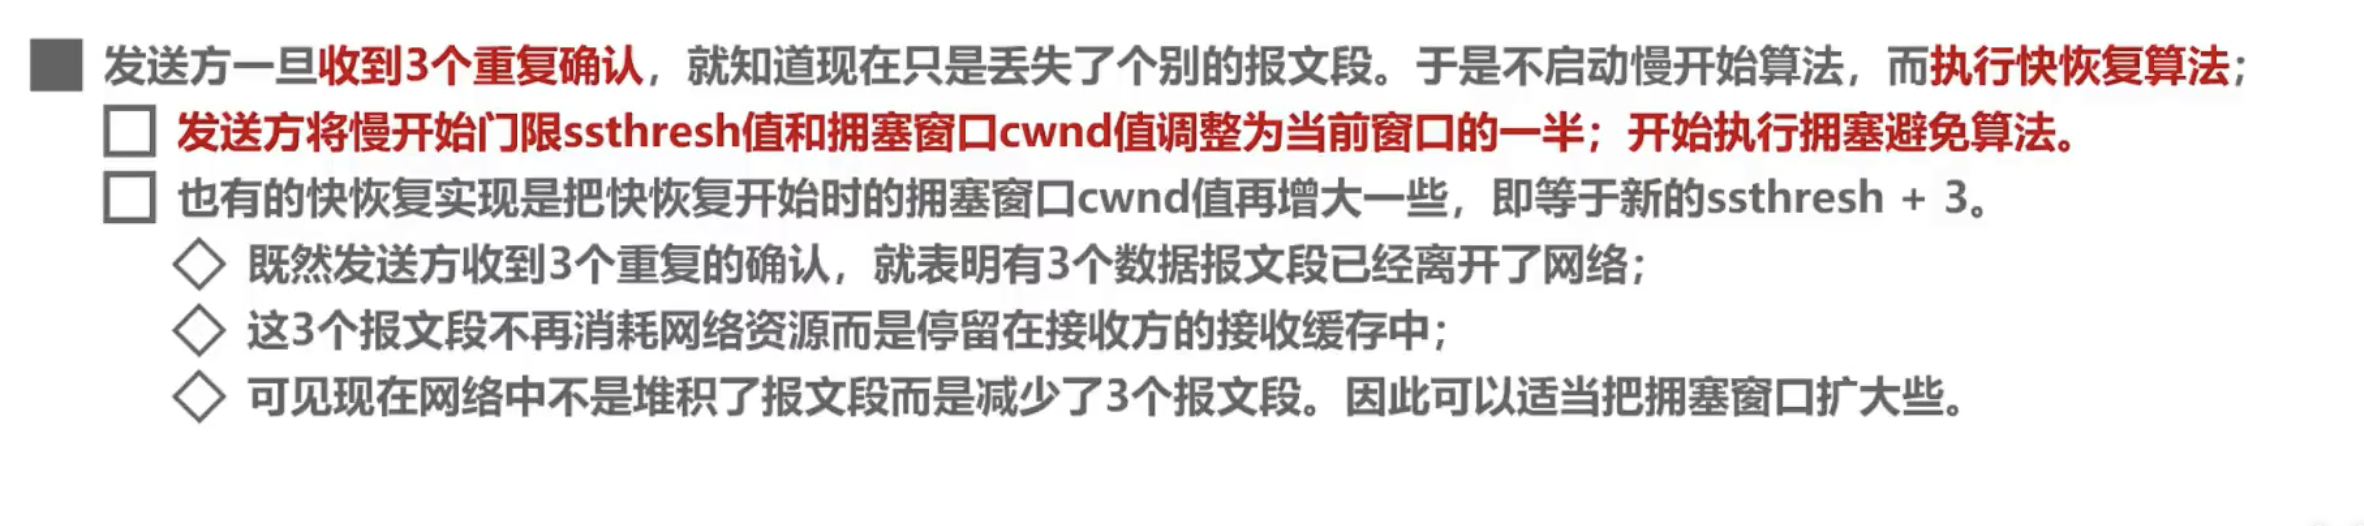 发送方一旦收到3个重复确认，就知道现在只是丢失了个别的报文段。于是不启动慢开始算法，而执行快恢复算法；
发送方将慢开始门限ssthresh值和拥塞窗口cwnd值调整为当前窗口的一半；开始执行拥塞避免算法。
也有的快恢复实现是把快恢复开始时的拥塞窗口cwnd值再增大一些，即等于新的ssthresh + 3。
既然发送方收到3个重复的确认，就表明有3个数据报文段已经离开了网络；
这3个报文段不再消耗网络资源而是停留在接收方的接收缓存中；
可见现在网络中不是堆积了报文段而是减少了3个报文段。因此可以适当把拥塞窗口扩大些。